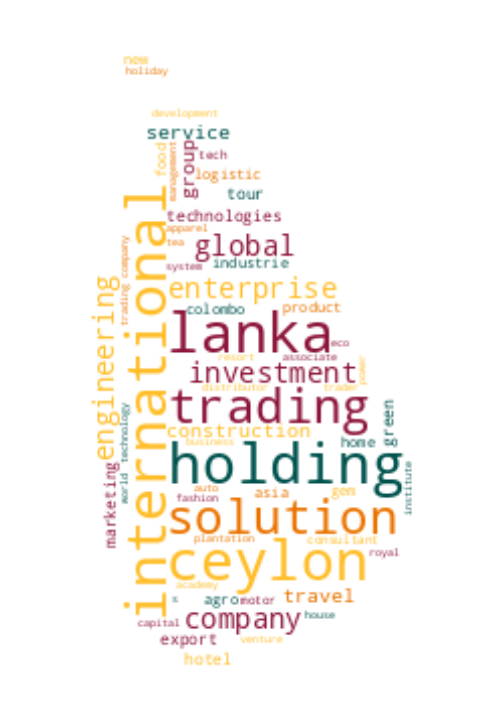 new
holiday
development
service
food
management
group
tech
logistic
tour
technologies
apparel
tea
global
system
industrie
international
trading company
engineering
enterprise
colombo
product
lanka
eco
resort
associate
power
investment
distributor
trader
trading
green
construction
business
home
technology
world
marketing
holding
institute
auto
fashion
asia
gem
solution
plantation
consultant
ceylon
royal
academy
s
agro
motor
travel
capital
company
house
export
venture
hotel